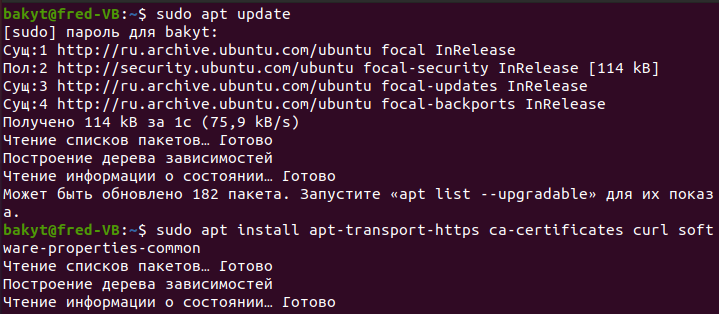 bakyt@fred-VB:~$ sudo apt update
[sudo] пароль для bakyt:
Сущ:1 http://ru.archive.ubuntu.com/ubuntu focal InRelease
Пол:2 http://security.ubuntu.com/ubuntu focal-security InRelease [114 kB]
Сущ:3 http://ru.archive.ubuntu.com/ubuntu focal-updates InRelease
Сущ:4 http://ru.archive.ubuntu.com/ubuntu focal-backports InRelease
Получено 114 kB за 1с (75,9 kB/s)
Чтение списков пакетов… Готово
Построение дерева зависимостей
Чтение информации о состоянии… Готово
Может быть обновлено 182 пакета. Запустите «apt list --upgradable» для их показ
а.
bakyt@fred-VB:~$ sudo apt install apt-transport-https ca-certificates curl soft
ware-properties-common
Чтение списков пакетов… Готово
Построение дерева зависимостей
Чтение информации о состоянии… Готово